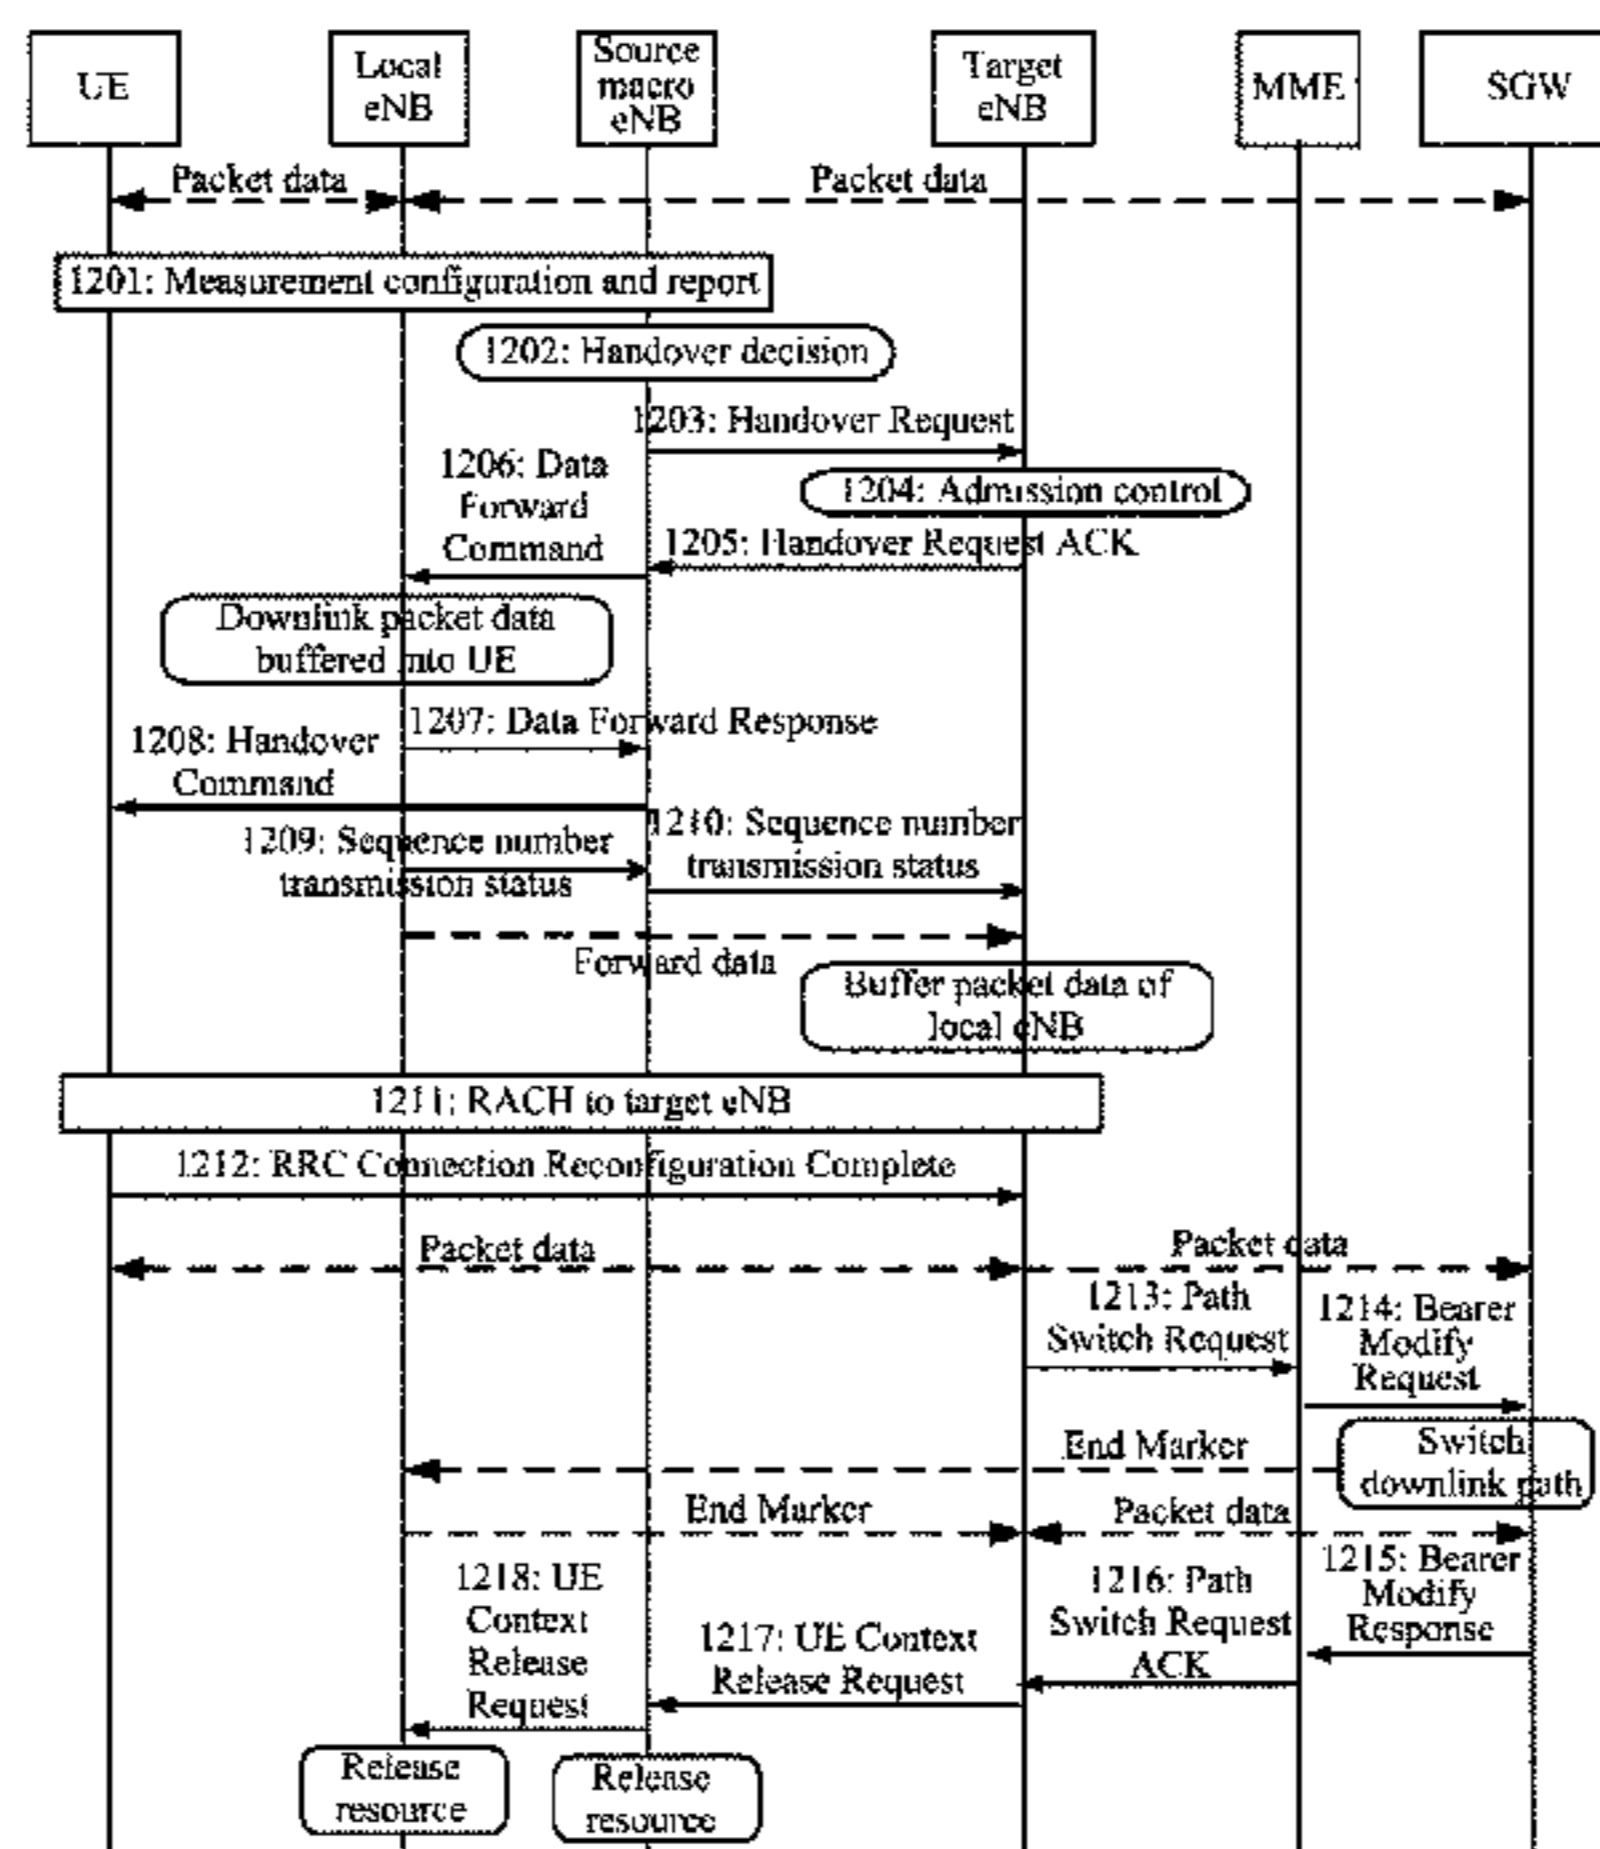 UE
Local
eNB
Source
macro
eNB
Target
eNB
MME
SGW
Packet data
Packet data
1201: Measurement configuration and report
1202: Handover decision
1203: Handover Request
1206: Data
Forward
Command
1204: Admission control
1205: Handover Request ACK
Downlink packet data
buffered into UE
1207: Data Forward Response
1208: Handover
Command
1209: Sequence number
transmission status
1210: Sequence number
transmission status
Forward data
Buffer packet data of
local eNB
1211: RACH to target eNB
1212: RRC Connection Reconfiguration Complete
Packet data
Packet data
1213: Path
Switch Request
1214: Bearer
Modify
Request
End Marker
Switch
downlink path
End Marker
Packet data
1215: Bearer
Modify
Response
1216: Path
Switch Request
ACK
1217: UE Context
Release Request
1218: UE
Context
Release
Request
Release
resource
Release
resource